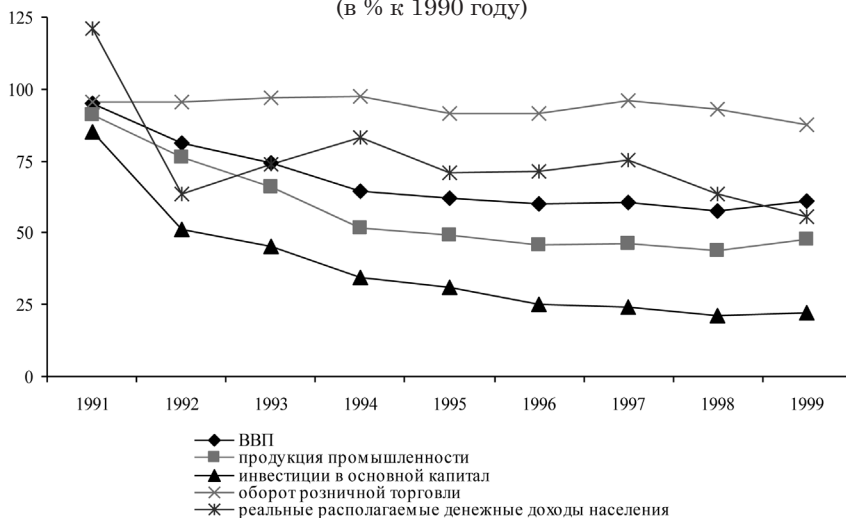 (в % к 1990 году)
125
100
75
50
25
0
1991 1992 1993 1994 1995 1996 1997 1998 1999
ВВП
продукция промышленности
инвестиции в основной капитал
оборот розничной торговли
реальные располагаемые денежные доходы населения